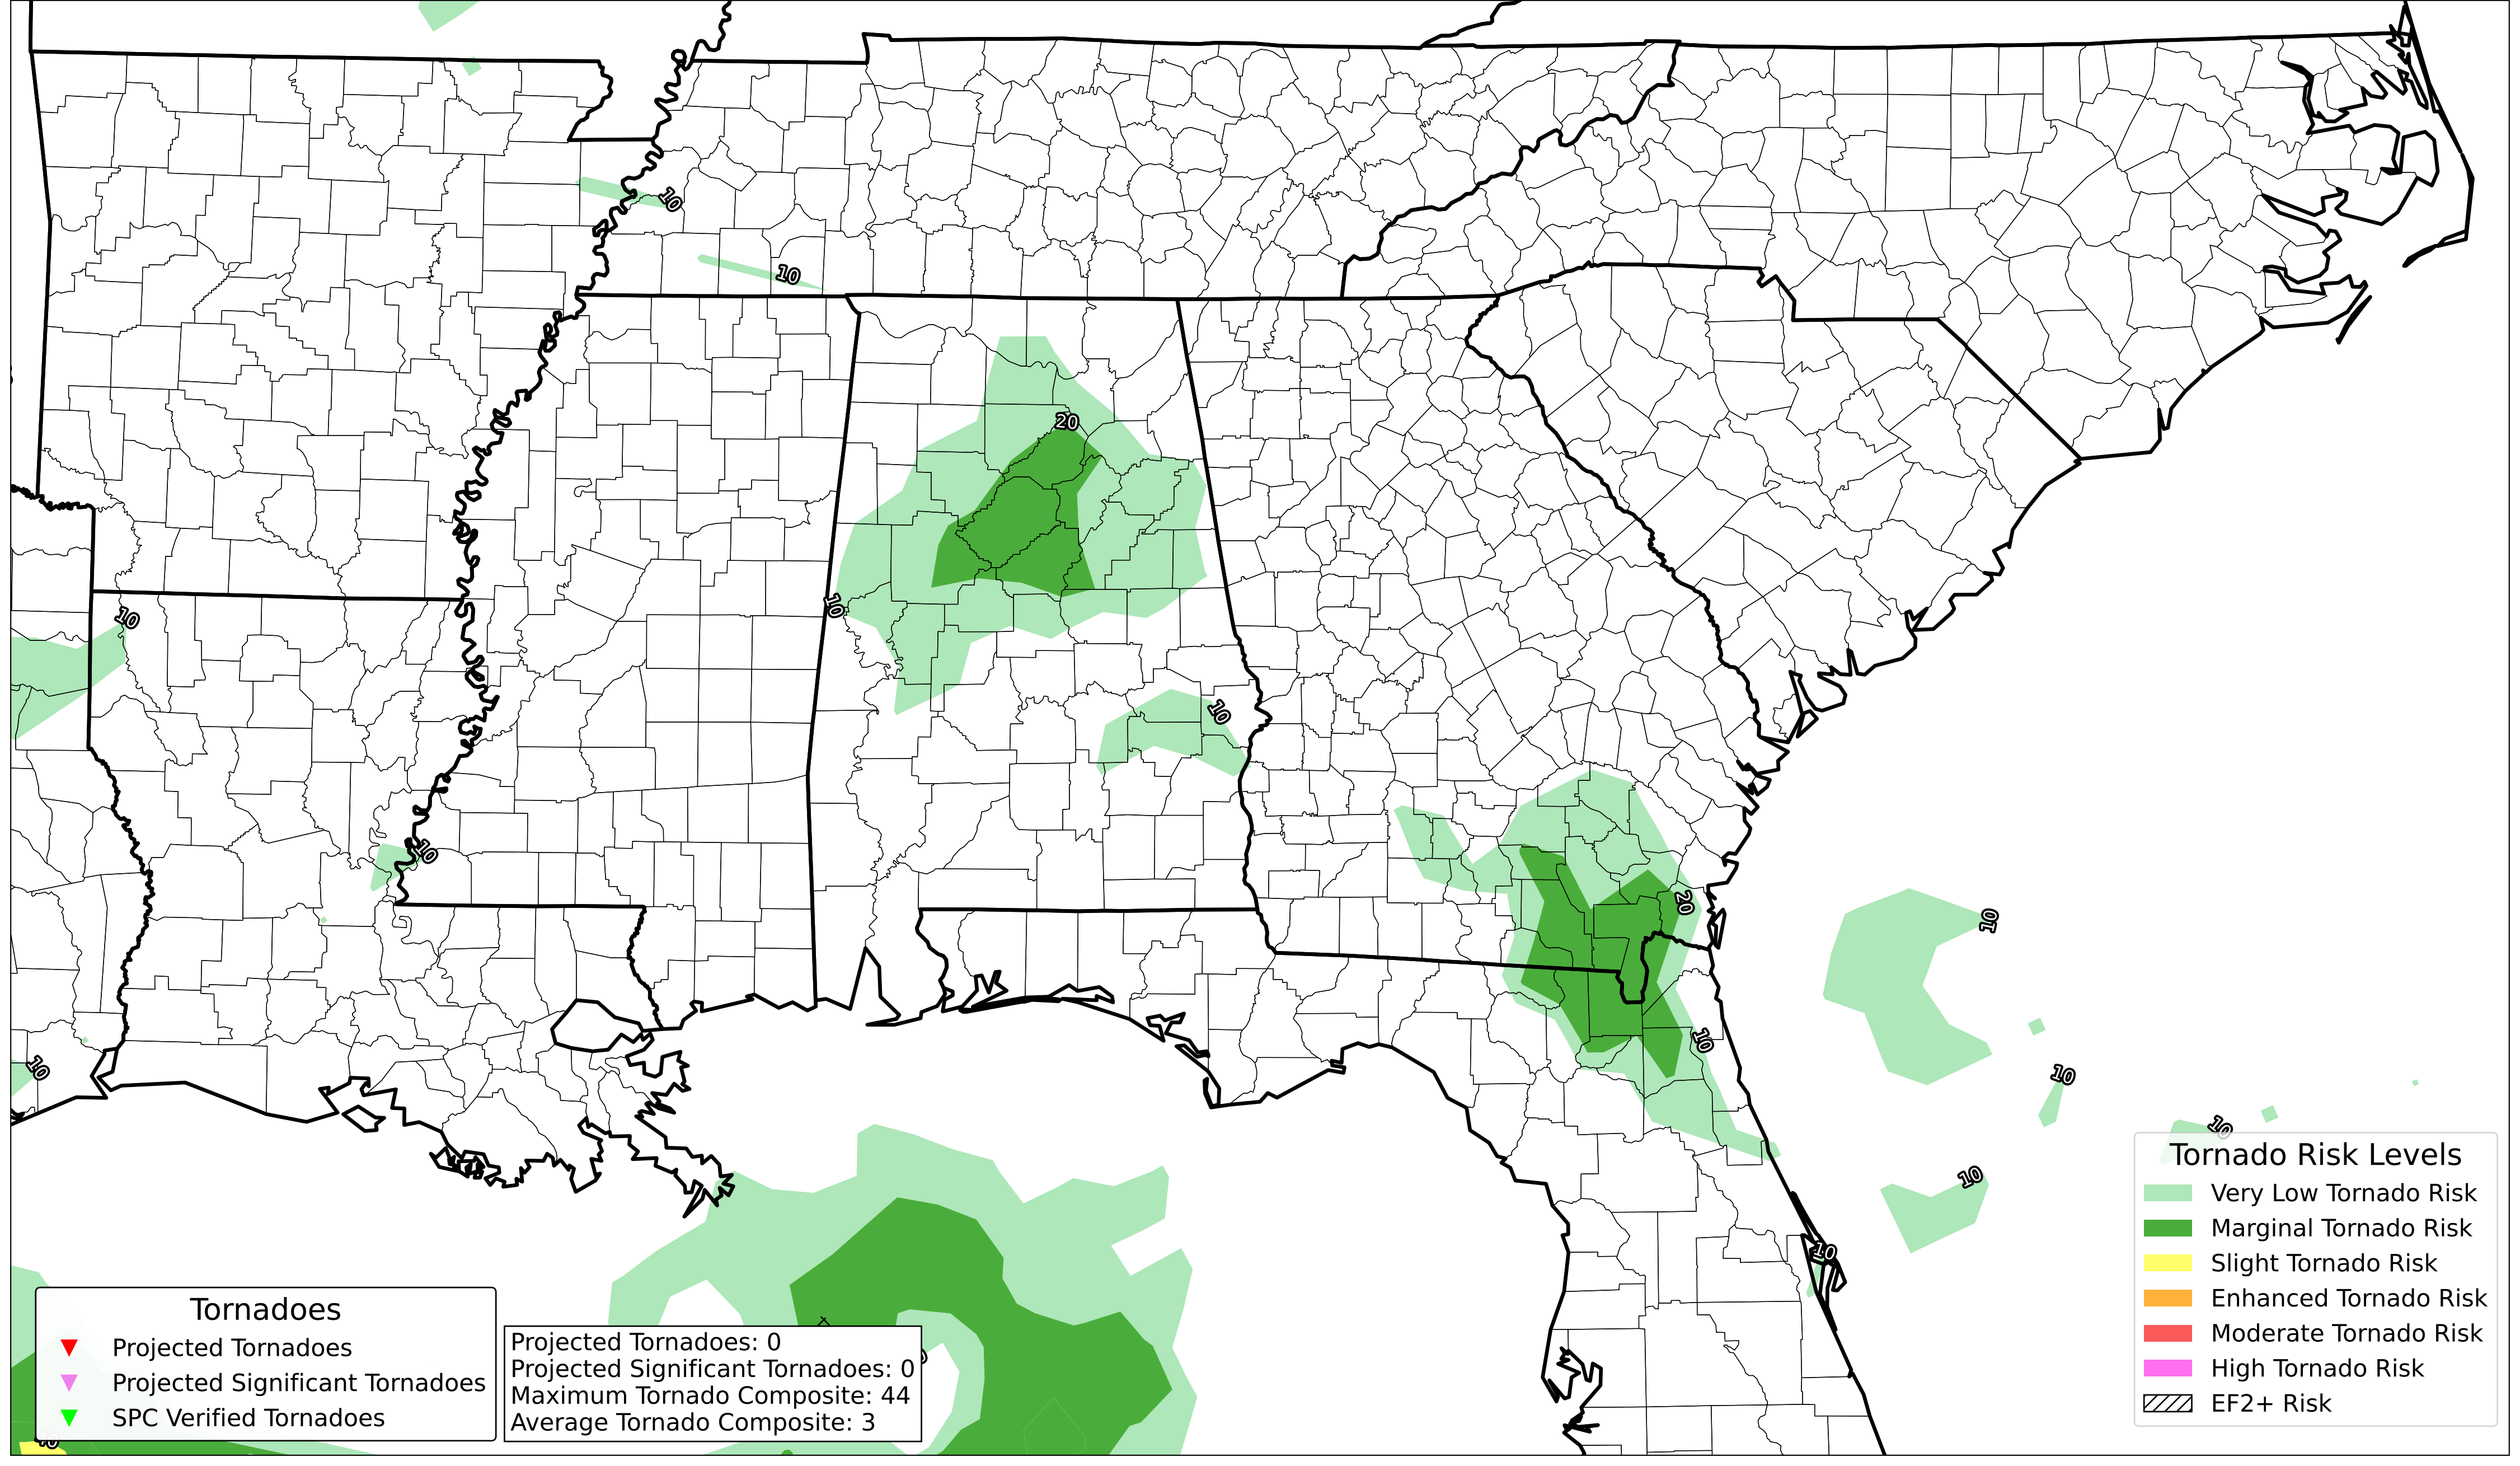 10
10
20
10
10
10
10
20
10
10
10
10
10
10
10
Tornado Risk Levels
Very Low Tornado Risk
Marginal Tornado Risk
Slight Tornado Risk
Enhanced Tornado Risk
Moderate Tornado Risk
High Tornado Risk
EF2+ Risk
Tornadoes
Projected Tornadoes
Projected Significant Tornadoes
SPC Verified Tornadoes
Projected Tornadoes: 0
Projected Significant Tornadoes: 0
Maximum Tornado Composite: 44
Average Tornado Composite: 3